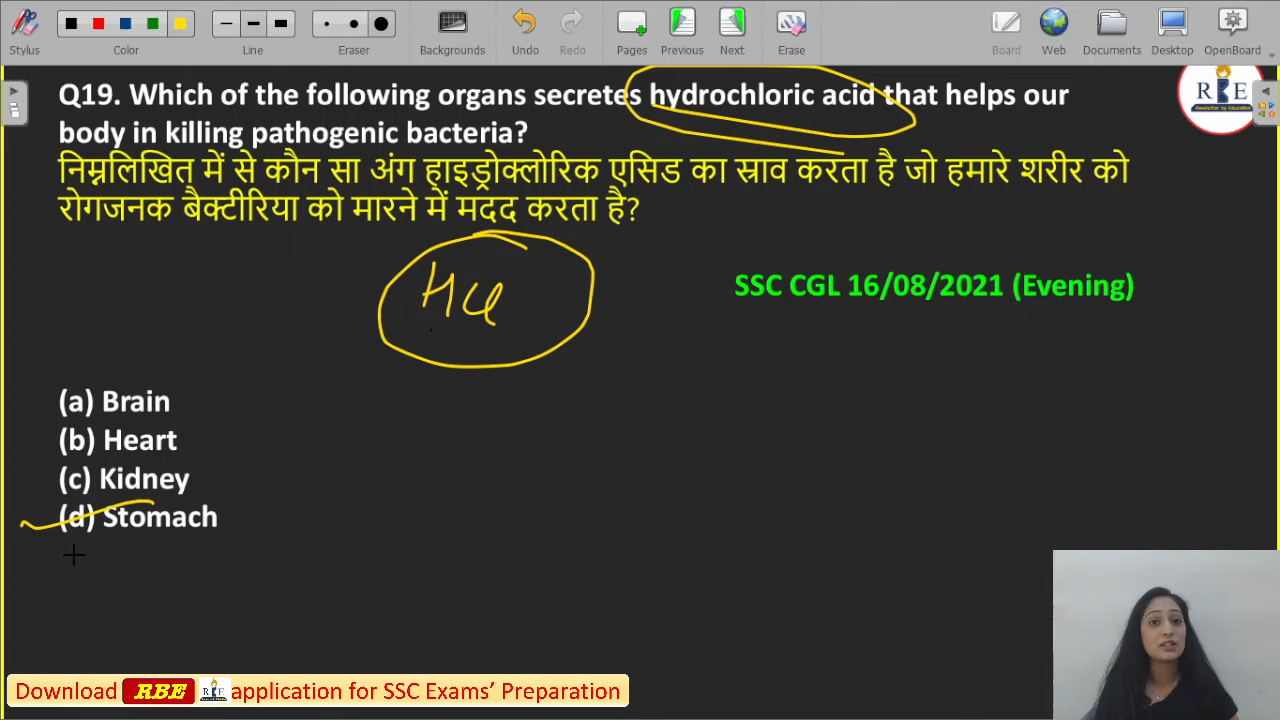 Stylus
Color
Line
Eraser
Backgrounds
Undo
Redo
Pages
Previous
Next
Erase
Board
Web
Documents
Desktop
OpenBoard
Q19. Which of the following organs secretes hydrochloric acid that helps our
body in killing pathogenic bacteria?
निम्नलिखित में से कौन सा अंग हाइड्रोक्लोरिक एसिड का स्राव करता है जो हमारे शरीर को
रोगजनक बैक्टीरिया को मारने में मदद करता है?
RBE
HCl
SSC CGL 16/08/2021 (Evening)
(a) Brain
(b) Heart
(c) Kidney
(d) Stomach
Download RBE RBE application for SSC Exams’ Preparation